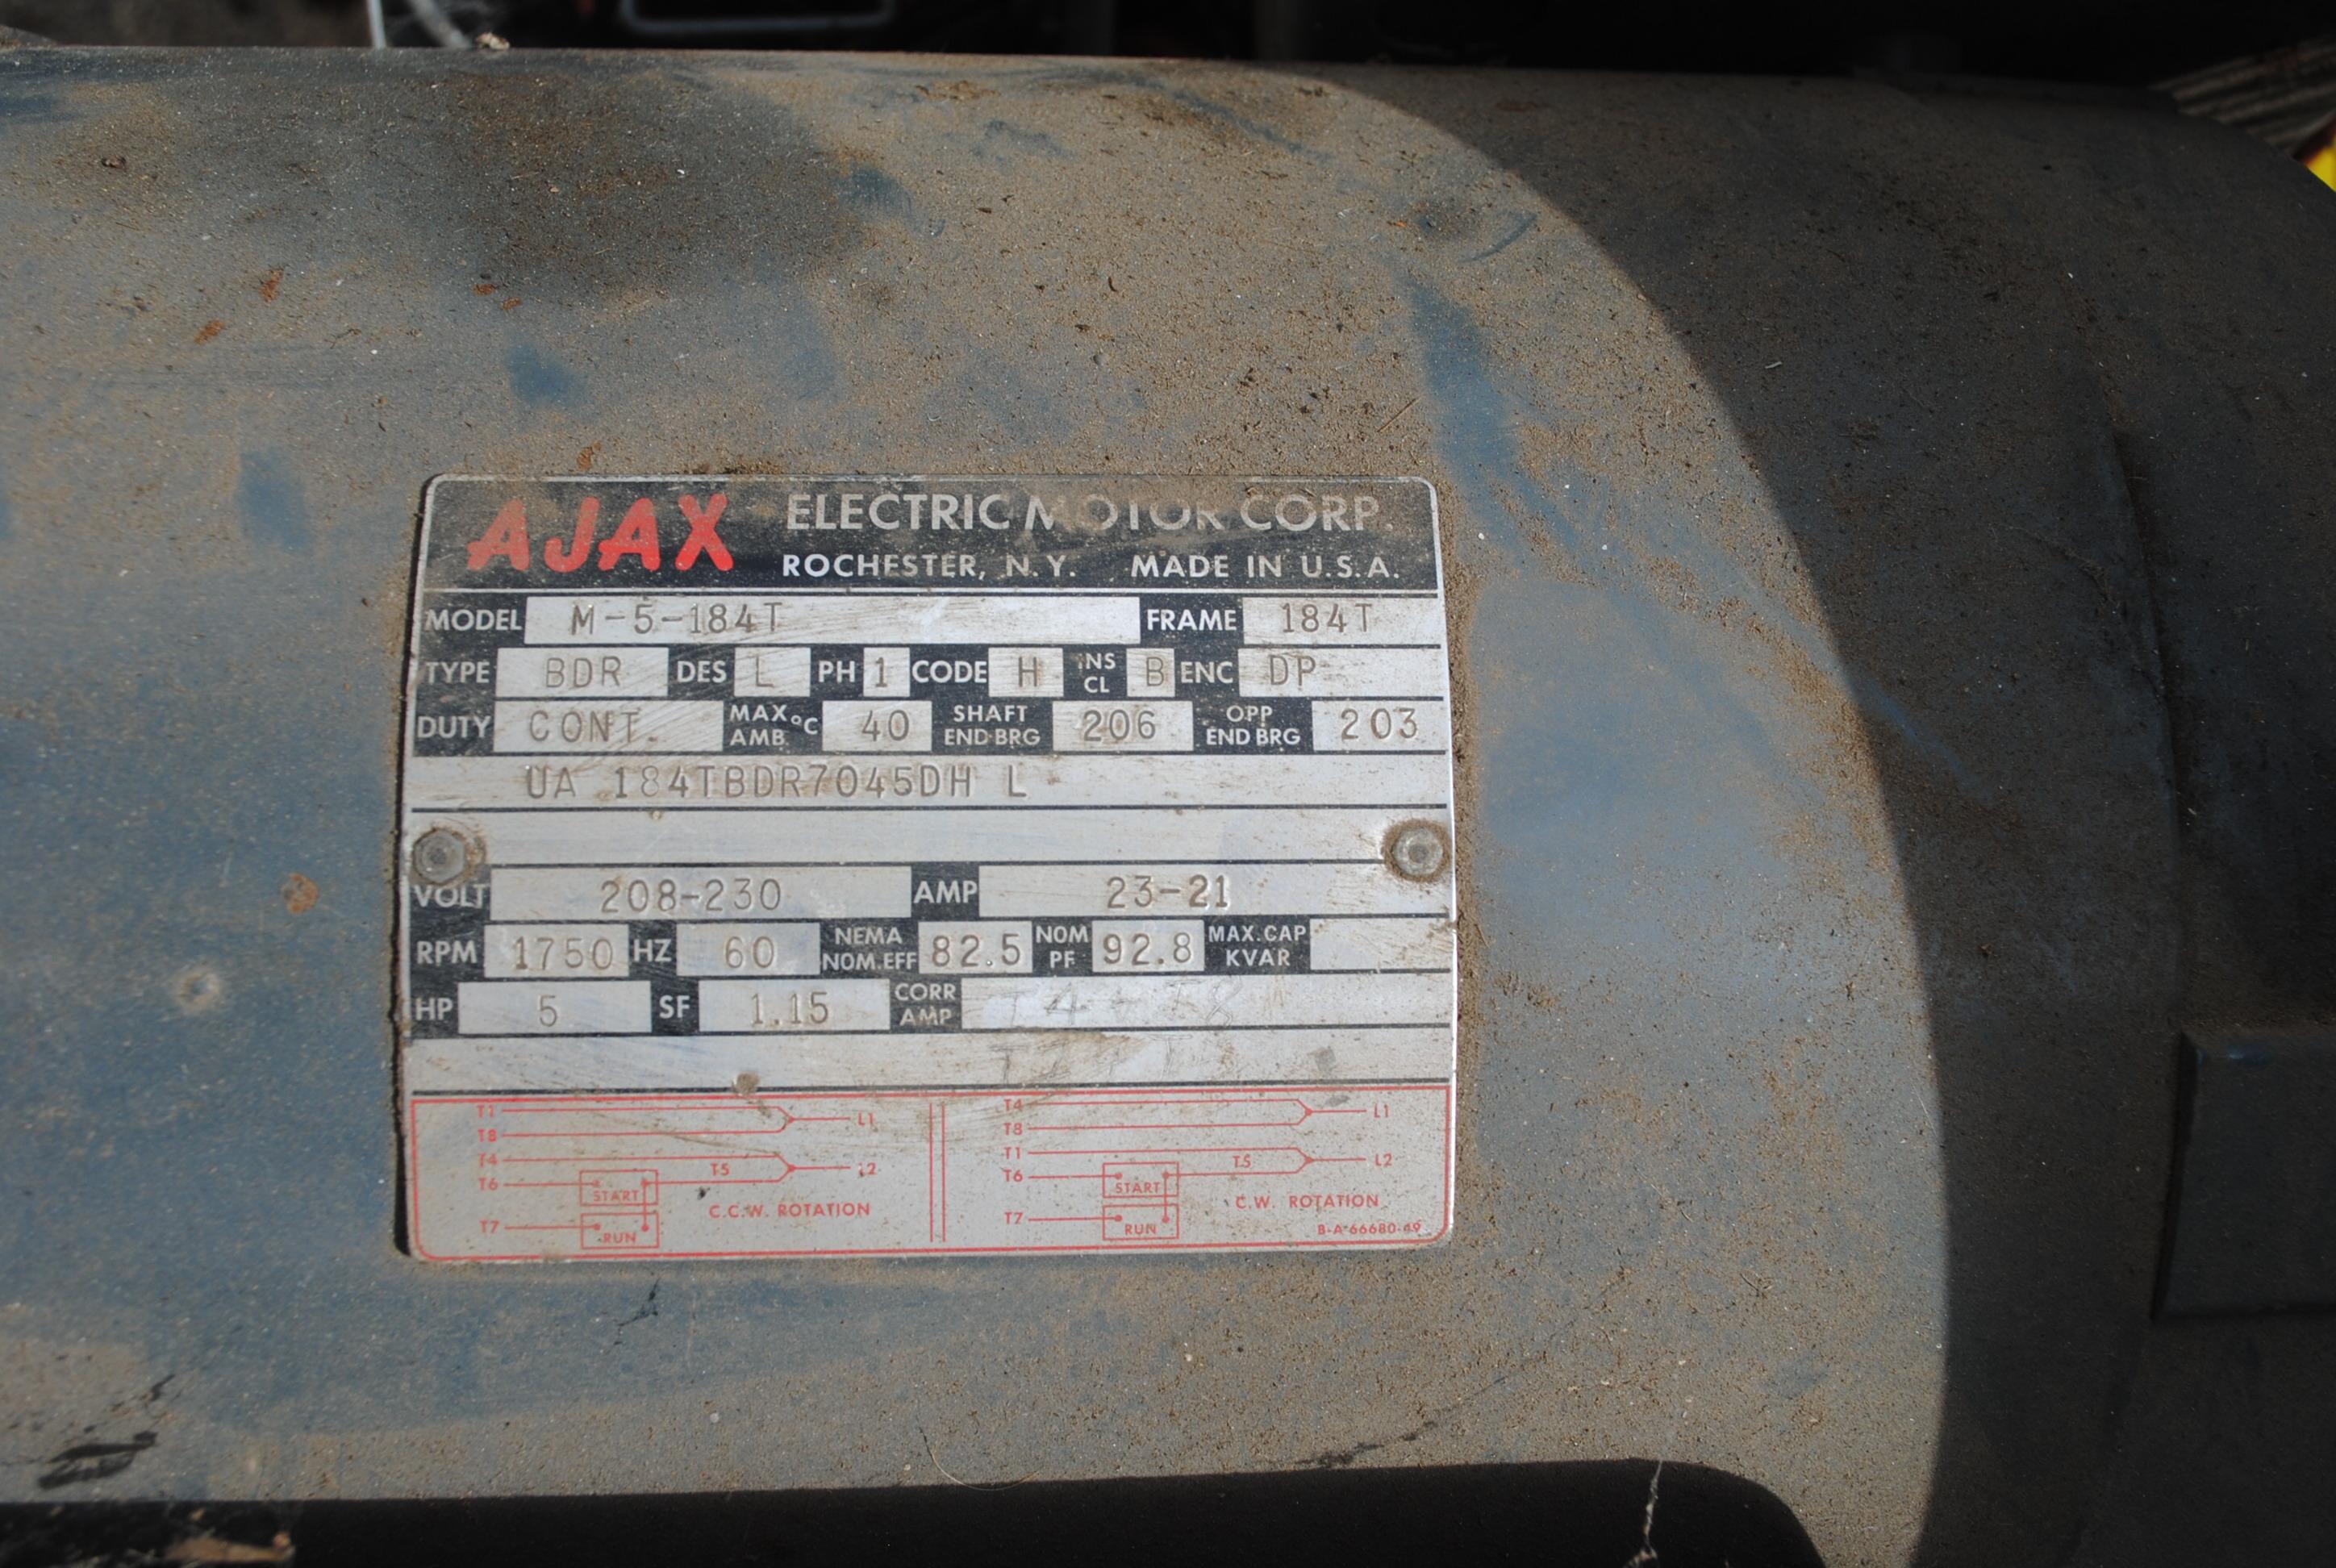 AJAX ELECTRIC MOTOR CORP.
ROCHESTER, N.Y. MADE IN U.S.A.
MODEL M-5-184T FRAME 184T
TYPE BDR DES L PH 1 CODE H INS CL B ENC DP
DUTY CONT. MAX AMB °C 40 SHAFT END BRG 206 OPP END BRG 203
UA 184TBDR7045DH L
VOLT 208-230 AMP 23-21
RPM 1750 HZ 60 NEMA NOM.EFF 82.5 NOM PF 92.8 MAX.CAP KVAR
HP 5 SF 1.15 CORR AMP
T1 L1 T4 L1
T8 T8
T4 T5 L2 T1 T5 L2
T6 START T6 START
C.C.W. ROTATION C.W. ROTATION
T7 RUN T7 RUN B-A-66680-49